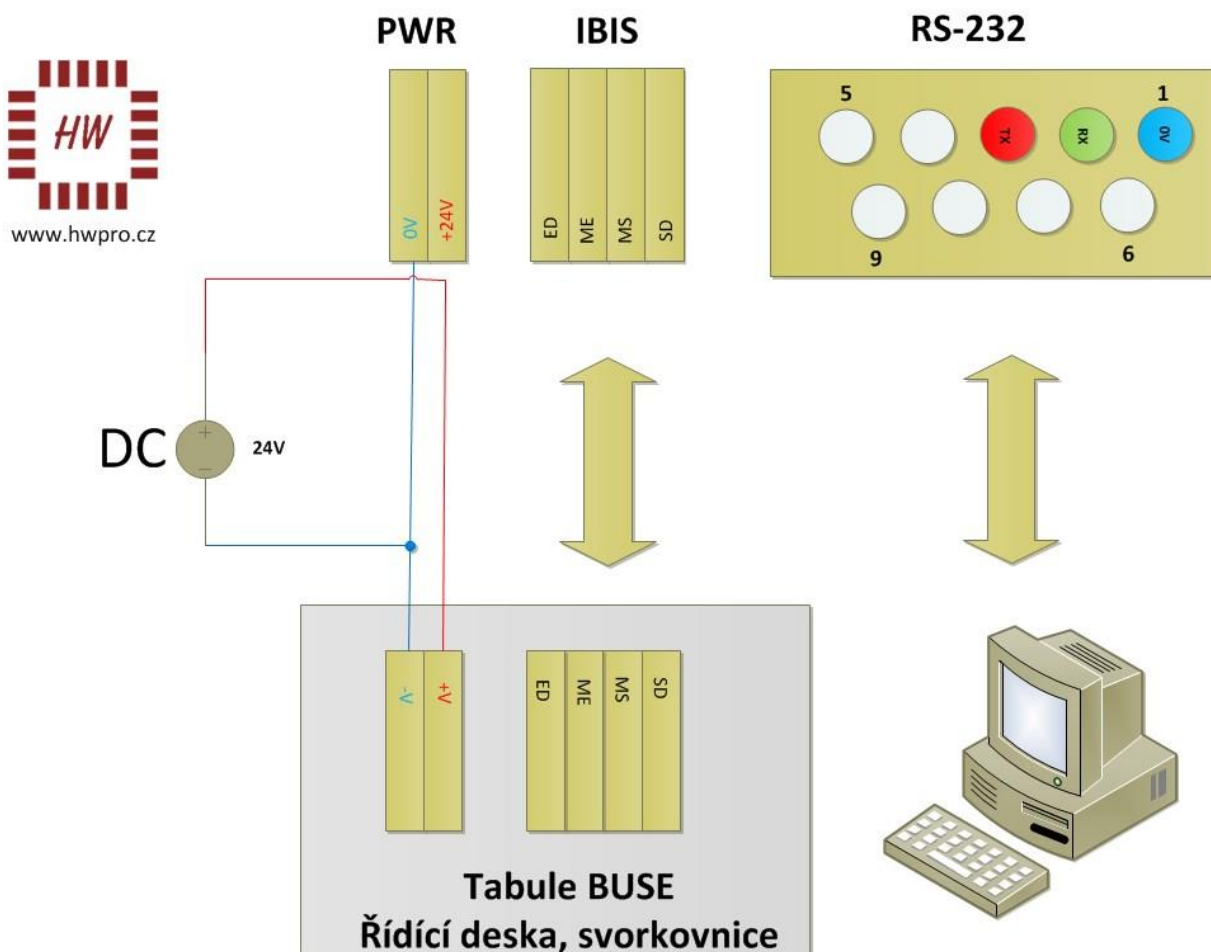 PWR IBIS RS-232
HW
www.hwpro.cz
0V
+24V
ED
ME
MS
SD
5
1
TX
RX
0V
9
6
DC
+
−
24V
-V
+V
ED
ME
MS
SD
Tabule BUSE
Řídící deska, svorkovnice